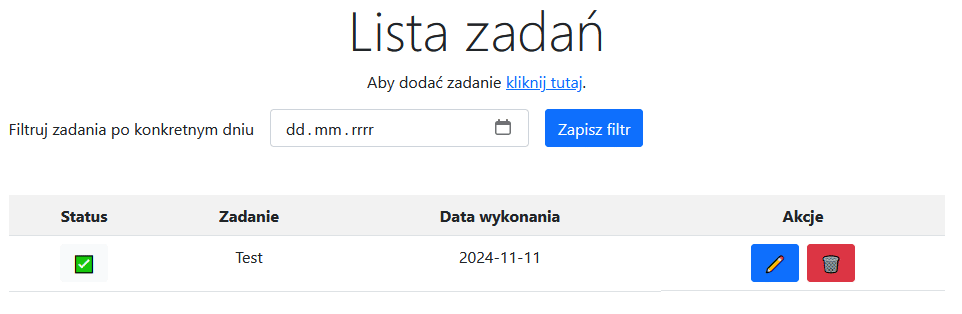 Lista zadań
Aby dodać zadanie kliknij tutaj.
Filtruj zadania po konkretnym dniu dd.mm.rrrr Zapisz filtr
Status Zadanie Data wykonania Akcje
Test 2024-11-11